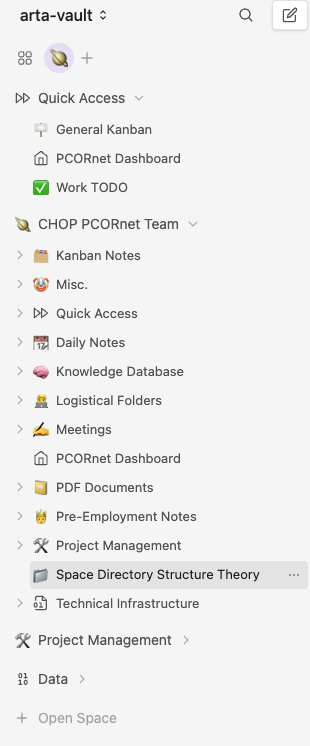 arta-vault
Quick Access
General Kanban
PCORnet Dashboard
Work TODO
CHOP PCORnet Team
Kanban Notes
Misc.
Quick Access
Daily Notes
Knowledge Database
Logistical Folders
Meetings
PCORnet Dashboard
PDF Documents
Pre-Employment Notes
Project Management
Space Directory Structure Theory
Technical Infrastructure
Project Management
Data
Open Space